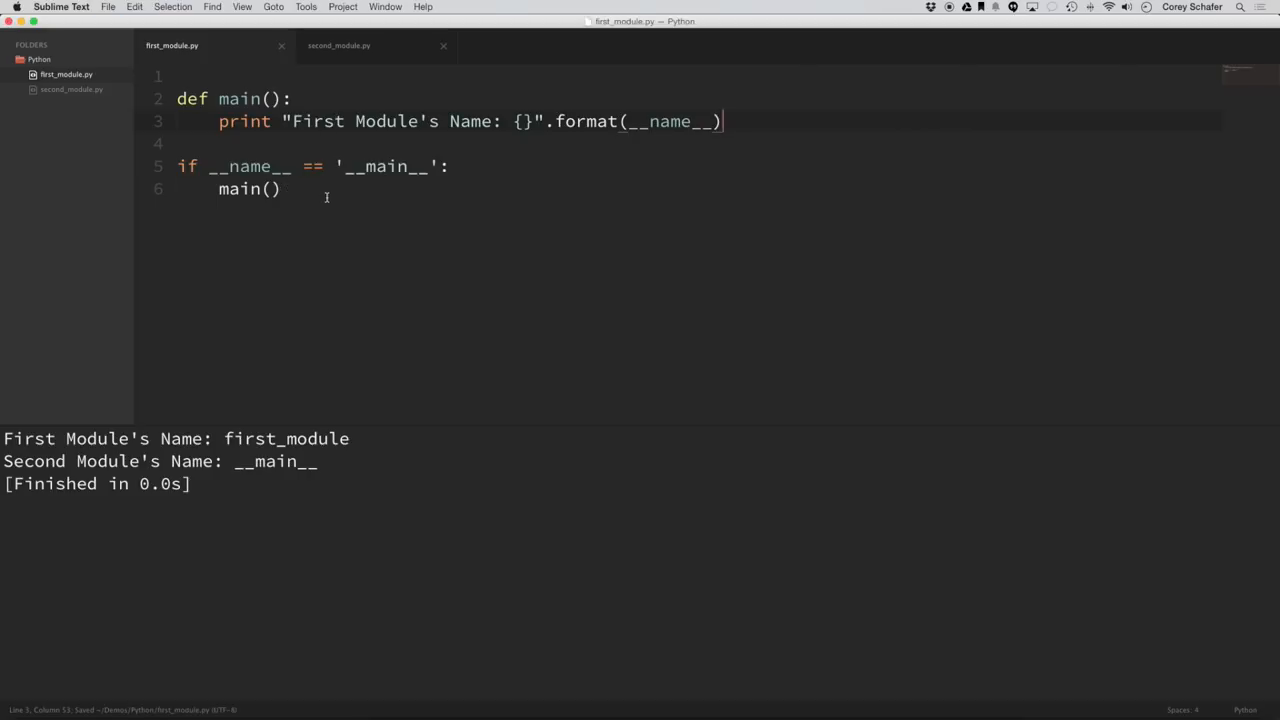 Sublime Text File Edit Selection Find View Goto Tools Project Window Help Corey Schafer
first_module.py — Python
FOLDERS
Python
first_module.py
second_module.py
first_module.py second_module.py
1
2 def main():
3 print "First Module's Name: {}".format(__name__)
4
5 if __name__ == '__main__':
6 main()
First Module's Name: first_module
Second Module's Name: __main__
[Finished in 0.0s]
Line 3, Column 53; Saved ~/Demos/Python/first_module.py (UTF-8) Spaces: 4 Python